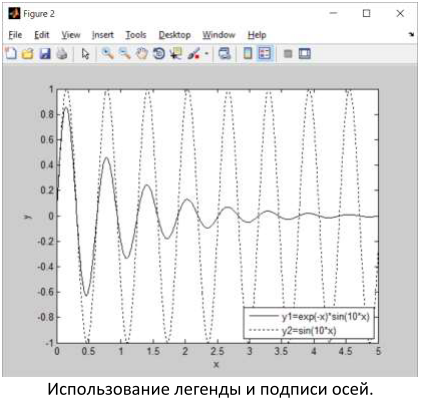 Figure 2
File Edit View Insert Tools Desktop Window Help
1
0.8
0.6
0.4
0.2
y
0
-0.2
-0.4
-0.6
-0.8
-1
y1=exp(-x)*sin(10*x)
y2=sin(10*x)
0 0.5 1 1.5 2 2.5 3 3.5 4 4.5 5
x
Использование легенды и подписи осей.